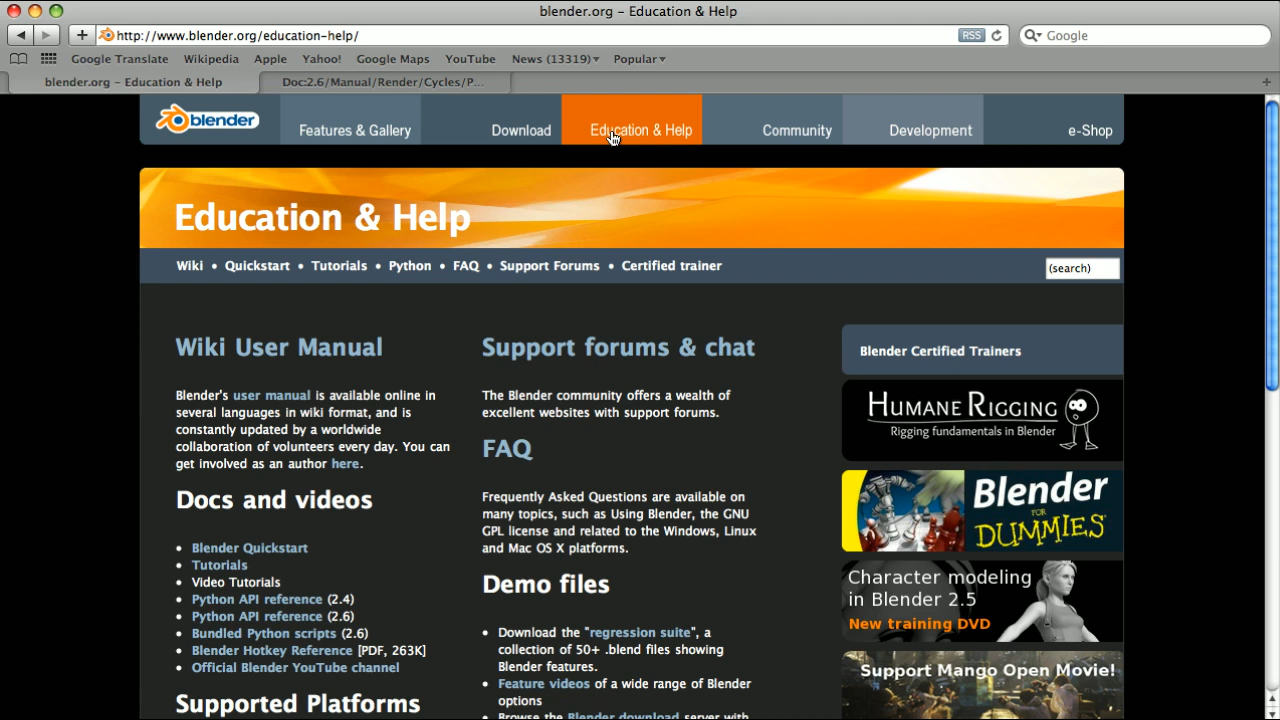 blender.org – Education & Help
http://www.blender.org/education-help/
RSS
Google
Google Translate Wikipedia Apple Yahoo! Google Maps YouTube News (13319) Popular
blender.org – Education & Help
Doc:2.6/Manual/Render/Cycles/P...
blender
Features & Gallery
Download
Education & Help
Community
Development
e-Shop
Education & Help
Wiki • Quickstart • Tutorials • Python • FAQ • Support Forums • Certified trainer
(search)
Wiki User Manual
Blender's user manual is available online in
several languages in wiki format, and is
constantly updated by a worldwide
collaboration of volunteers every day. You can
get involved as an author here.
Docs and videos
• Blender Quickstart
• Tutorials
• Video Tutorials
• Python API reference (2.4)
• Python API reference (2.6)
• Bundled Python scripts (2.6)
• Blender Hotkey Reference [PDF, 263K]
• Official Blender YouTube channel
Supported Platforms
Support forums & chat
The Blender community offers a wealth of
excellent websites with support forums.
FAQ
Frequently Asked Questions are available on
many topics, such as Using Blender, the GNU
GPL license and related to the Windows, Linux
and Mac OS X platforms.
Demo files
• Download the "regression suite", a
collection of 50+ .blend files showing
Blender features.
• Feature videos of a wide range of Blender
options
• Browse the Blender download server with
Blender Certified Trainers
HUMANE RIGGING
Rigging fundamentals in Blender
Blender
FOR
DUMMIES
Character modeling
in Blender 2.5
New training DVD
Support Mango Open Movie!